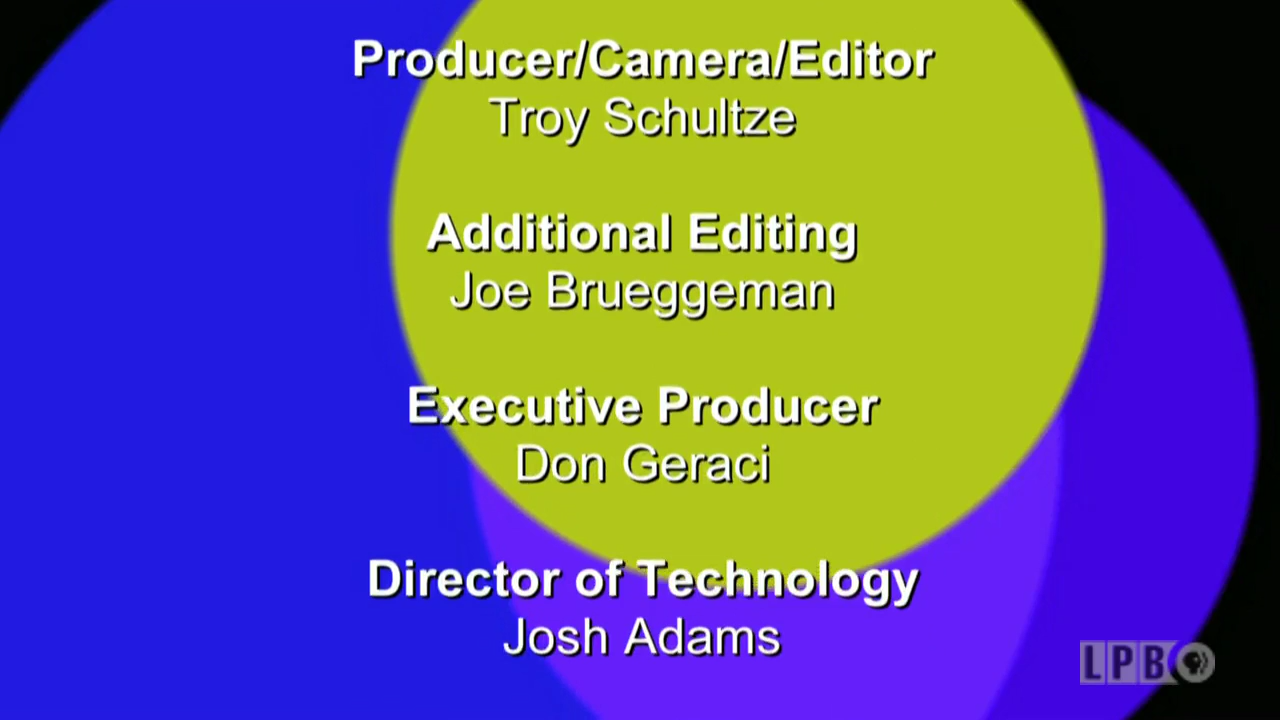 Producer/Camera/Editor
Troy Schultze
Additional Editing
Joe Brueggeman
Executive Producer
Don Geraci
Director of Technology
Josh Adams
LPB